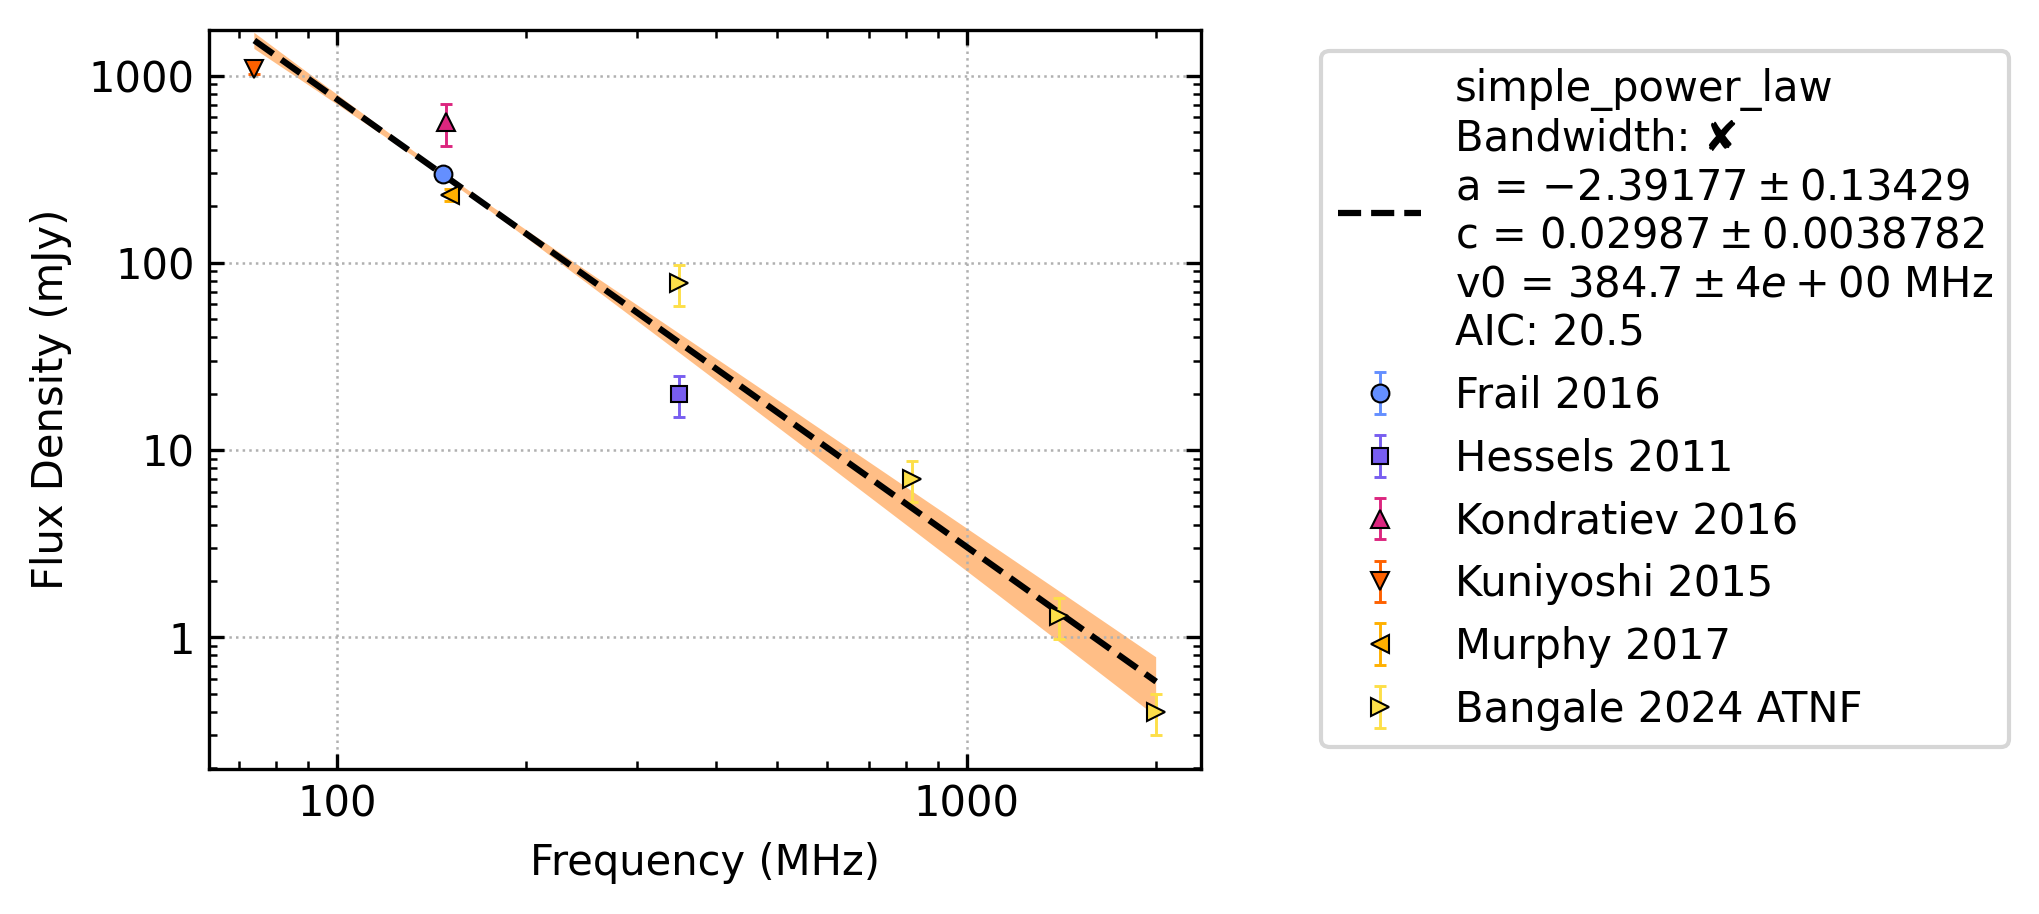 1000
100
10
1
Flux Density (mJy)
100
1000
Frequency (MHz)
simple_power_law
Bandwidth: ✘
a = −2.39177 ± 0.13429
c = 0.02987 ± 0.0038782
v0 = 384.7 ± 4e + 00 MHz
AIC: 20.5
Frail 2016
Hessels 2011
Kondratiev 2016
Kuniyoshi 2015
Murphy 2017
Bangale 2024 ATNF